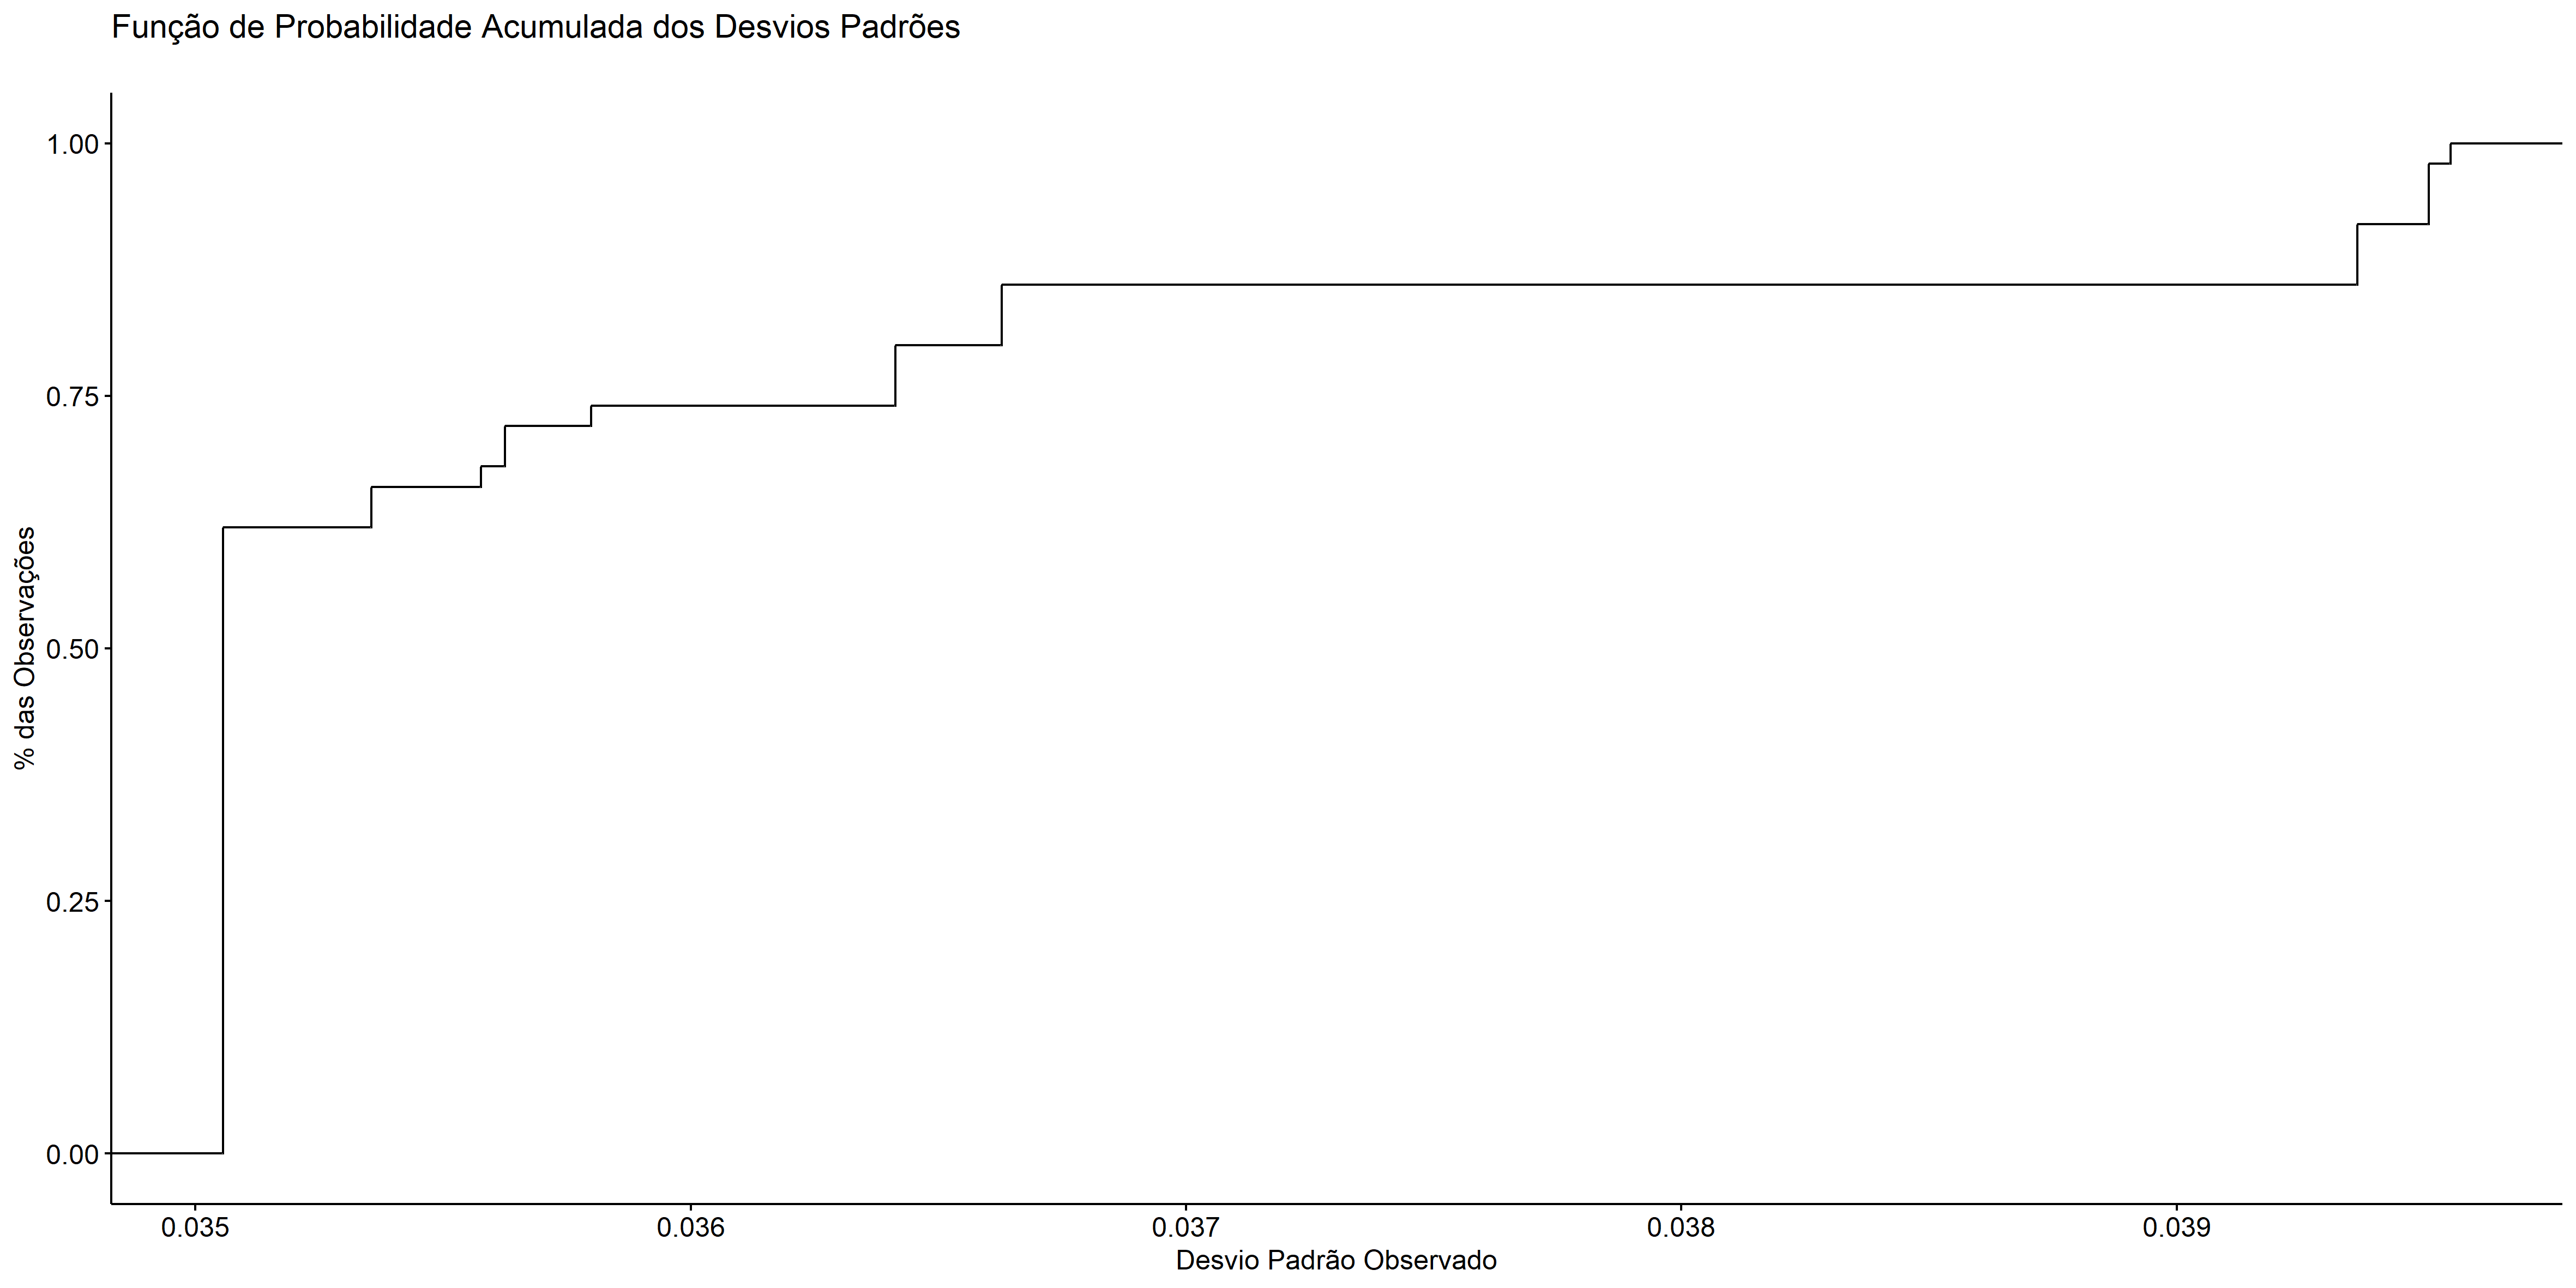 Função de Probabilidade Acumulada dos Desvios Padrões
% das Observações
1.00
0.75
0.50
0.25
0.00
0.035 0.036 0.037 0.038 0.039
Desvio Padrão Observado